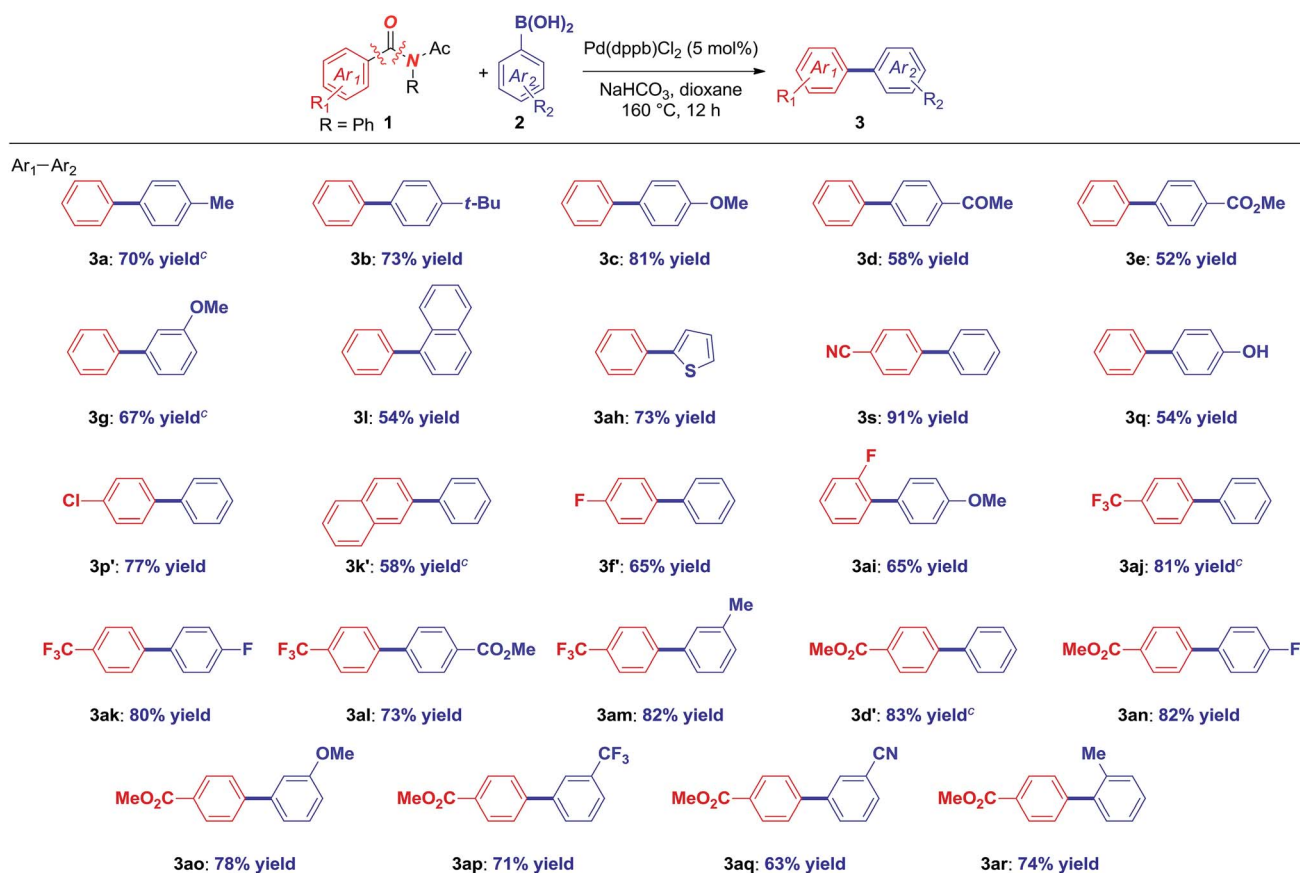 O
Ar1
N
Ac
R
R1
R = Ph 1
+
B(OH)2
Ar2
R2
2
Pd(dppb)Cl2 (5 mol%)
NaHCO3, dioxane
160 °C, 12 h
Ar1
Ar2
R1
R2
3
Ar1–Ar2
Me
t-Bu
OMe
COMe
CO2Me
3a: 70% yieldc
3b: 73% yield
3c: 81% yield
3d: 58% yield
3e: 52% yield
OMe
S
NC
OH
3g: 67% yieldc
3l: 54% yield
3ah: 73% yield
3s: 91% yield
3q: 54% yield
Cl
F
F
OMe
F3C
3p': 77% yield
3k': 58% yieldc
3f': 65% yield
3ai: 65% yield
3aj: 81% yieldc
F3C
F
F3C
CO2Me
F3C
Me
MeO2C
MeO2C
F
3ak: 80% yield
3al: 73% yield
3am: 82% yield
3d': 83% yieldc
3an: 82% yield
MeO2C
OMe
MeO2C
CF3
MeO2C
CN
MeO2C
Me
3ao: 78% yield
3ap: 71% yield
3aq: 63% yield
3ar: 74% yield